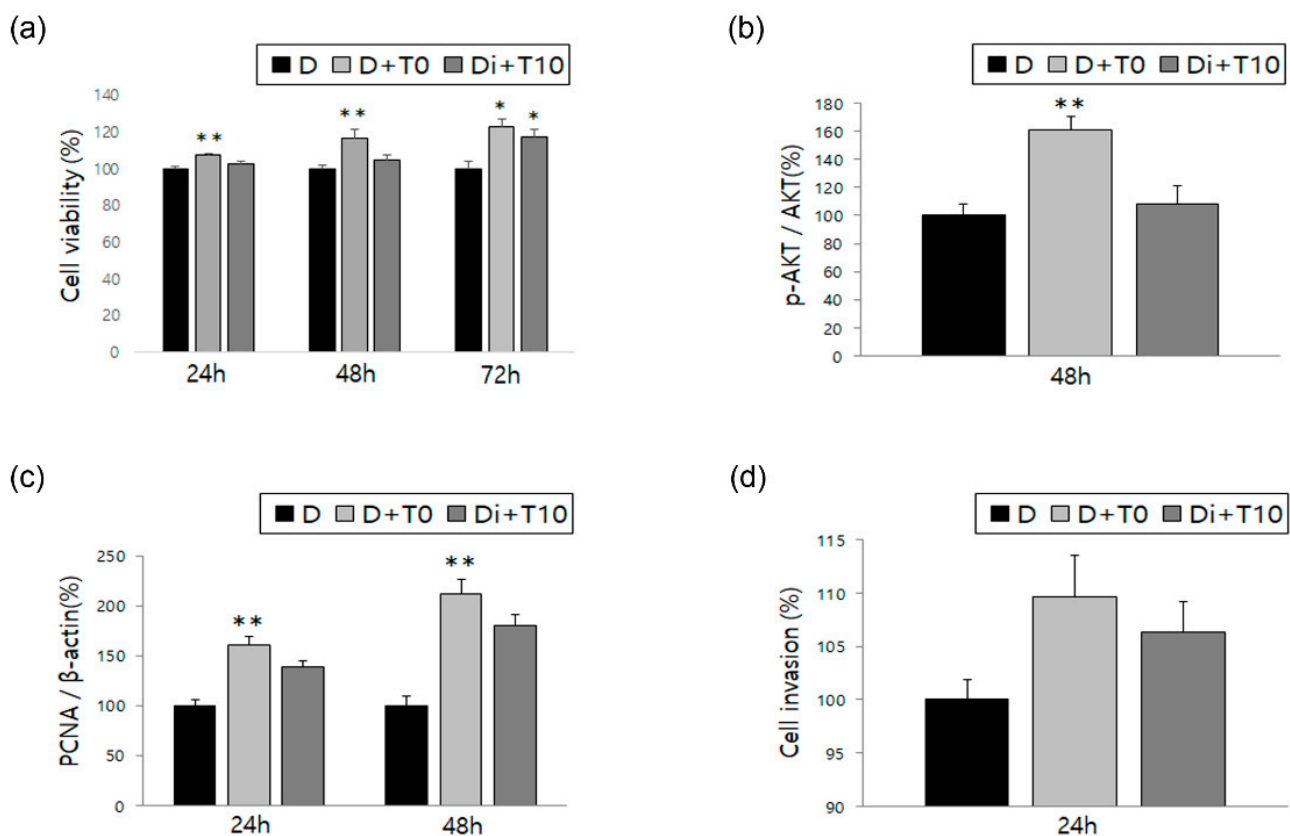 (a)
D D+T0 Di+T10
Cell viability (%)
140
120
100
80
60
40
20
0
** ** * *
24h 48h 72h
(b)
D D+T0 Di+T10
p-AKT / AKT(%)
180
160
140
120
100
80
60
40
20
0
**
48h
(c)
D D+T0 Di+T10
PCNA / β-actin(%)
250
200
150
100
50
0
** **
24h 48h
(d)
D D+T0 Di+T10
Cell invasion (%)
115
110
105
100
95
90
24h